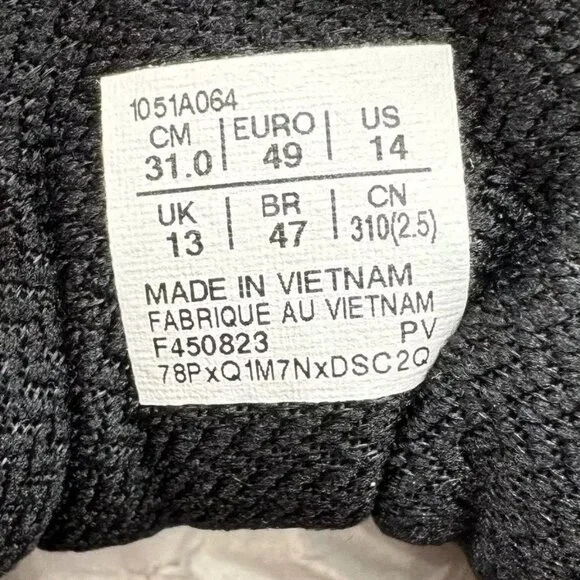 1051A064
CM | EURO | US
31.0 | 49 | 14
UK | BR | CN
13 | 47 | 310(2.5)
MADE IN VIETNAM
FABRIQUE AU VIETNAM
F450823 PV
78PxQ1M7NxDSC2Q